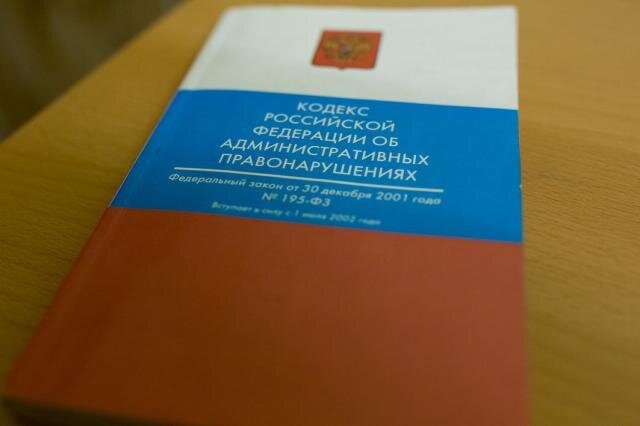 КОДЕКС
РОССИЙСКОЙ
ФЕДЕРАЦИИ ОБ
АДМИНИСТРАТИВНЫХ
ПРАВОНАРУШЕНИЯХ
Федеральный закон от 30 декабря 2001 года
№ 195-ФЗ
Вступает в силу с 1 июля 2002 года